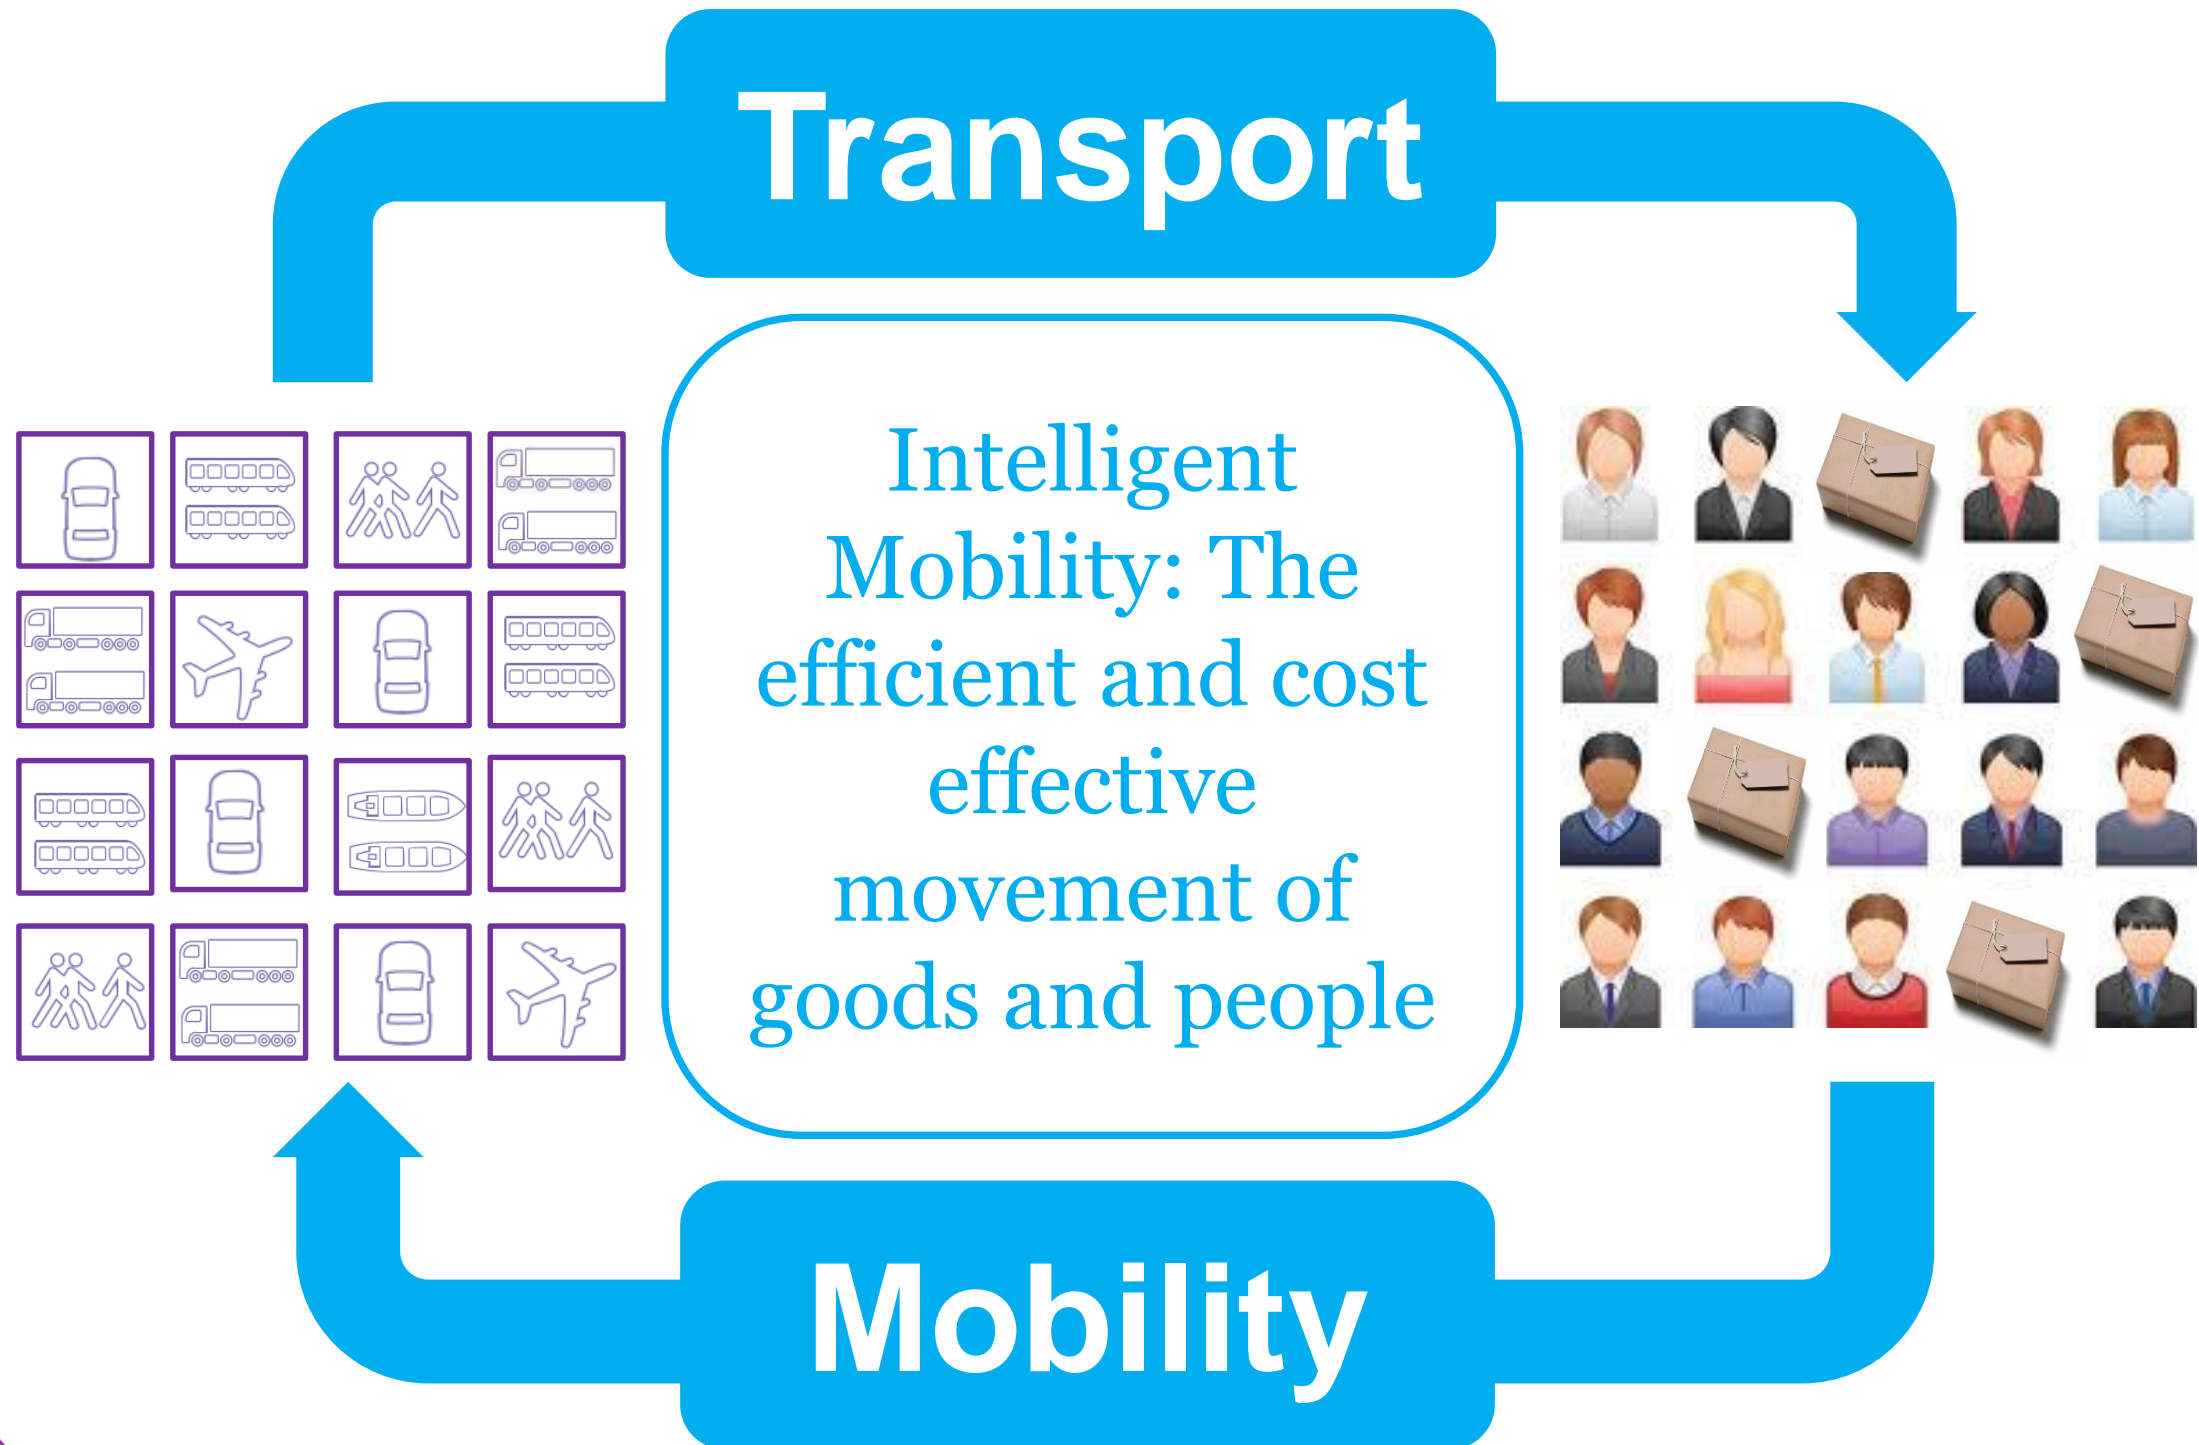 Transport
Intelligent
Mobility: The
efficient and cost
effective
movement of
goods and people
Mobility